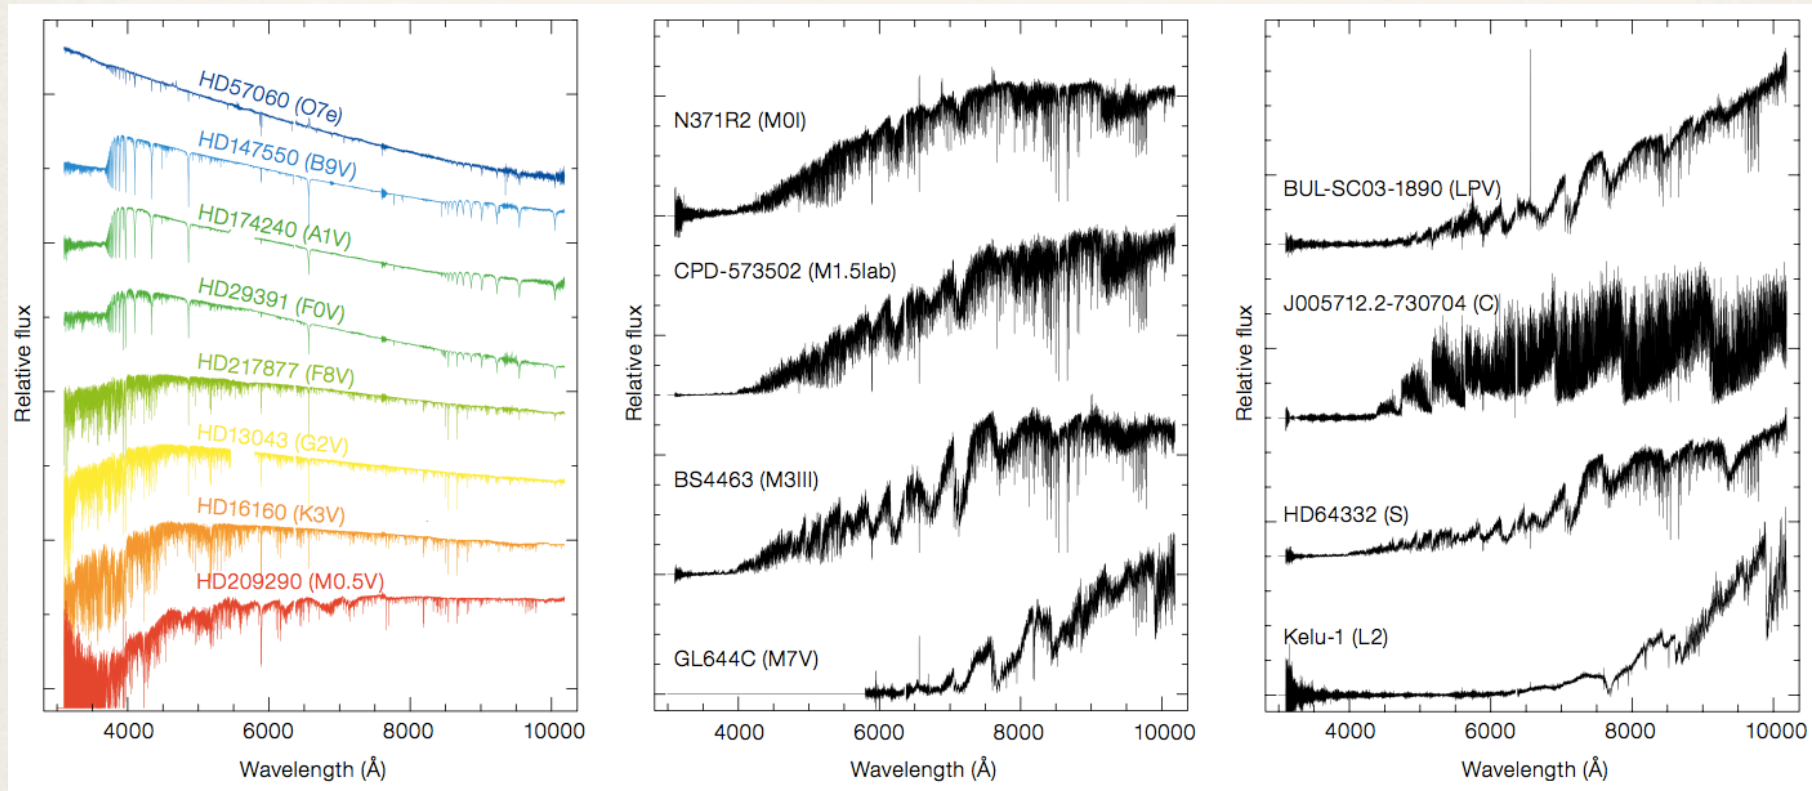 Relative flux
HD57060 (O7e)
HD147550 (B9V)
HD174240 (A1V)
HD29391 (F0V)
HD217877 (F8V)
HD13043 (G2V)
HD16160 (K3V)
HD209290 (M0.5V)
4000 6000 8000 10000
Wavelength (Å)
Relative flux
N371R2 (M0I)
CPD-573502 (M1.5Iab)
BS4463 (M3III)
GL644C (M7V)
4000 6000 8000 10000
Wavelength (Å)
Relative flux
BUL-SC03-1890 (LPV)
J005712.2-730704 (C)
HD64332 (S)
Kelu-1 (L2)
4000 6000 8000 10000
Wavelength (Å)